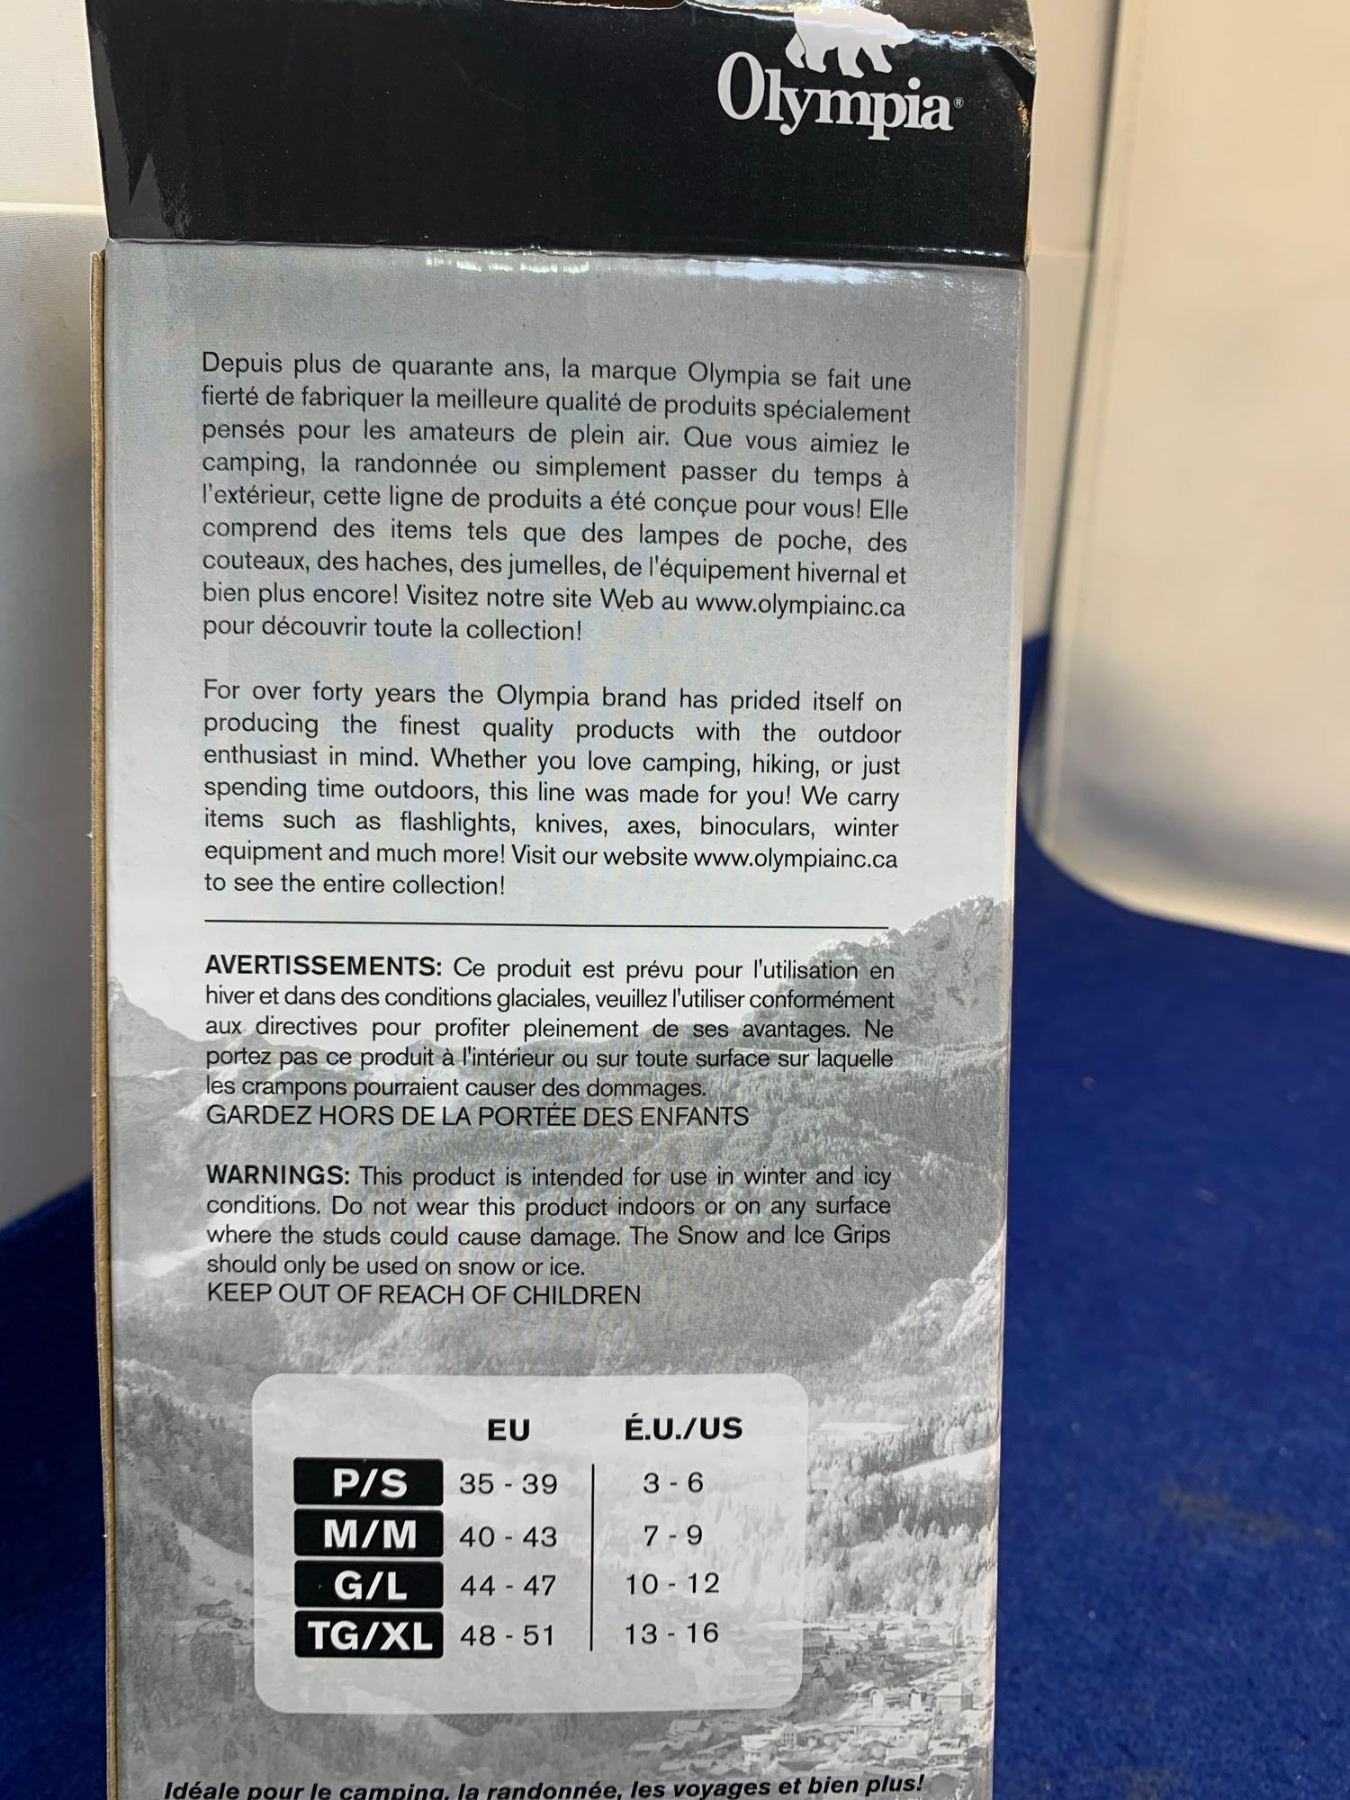 Olympia®
Depuis plus de quarante ans, la marque Olympia se fait une
fierté de fabriquer la meilleure qualité de produits spécialement
pensés pour les amateurs de plein air. Que vous aimiez le
camping, la randonnée ou simplement passer du temps à
l'extérieur, cette ligne de produits a été conçue pour vous! Elle
comprend des items tels que des lampes de poche, des
couteaux, des haches, des jumelles, de l'équipement hivernal et
bien plus encore! Visitez notre site Web au www.olympiainc.ca
pour découvrir toute la collection!
For over forty years the Olympia brand has prided itself on
producing the finest quality products with the outdoor
enthusiast in mind. Whether you love camping, hiking, or just
spending time outdoors, this line was made for you! We carry
items such as flashlights, knives, axes, binoculars, winter
equipment and much more! Visit our website www.olympiainc.ca
to see the entire collection!
AVERTISSEMENTS: Ce produit est prévu pour l'utilisation en
hiver et dans des conditions glaciales, veuillez l'utiliser conformément
aux directives pour profiter pleinement de ses avantages. Ne
portez pas ce produit à l'intérieur ou sur toute surface sur laquelle
les crampons pourraient causer des dommages.
GARDEZ HORS DE LA PORTÉE DES ENFANTS
WARNINGS: This product is intended for use in winter and icy
conditions. Do not wear this product indoors or on any surface
where the studs could cause damage. The Snow and Ice Grips
should only be used on snow or ice.
KEEP OUT OF REACH OF CHILDREN
EU É.U./US
P/S 35 - 39 3 - 6
M/M 40 - 43 7 - 9
G/L 44 - 47 10 - 12
TG/XL 48 - 51 13 - 16
Idéale pour le camping, la randonnée, les voyages et bien plus!